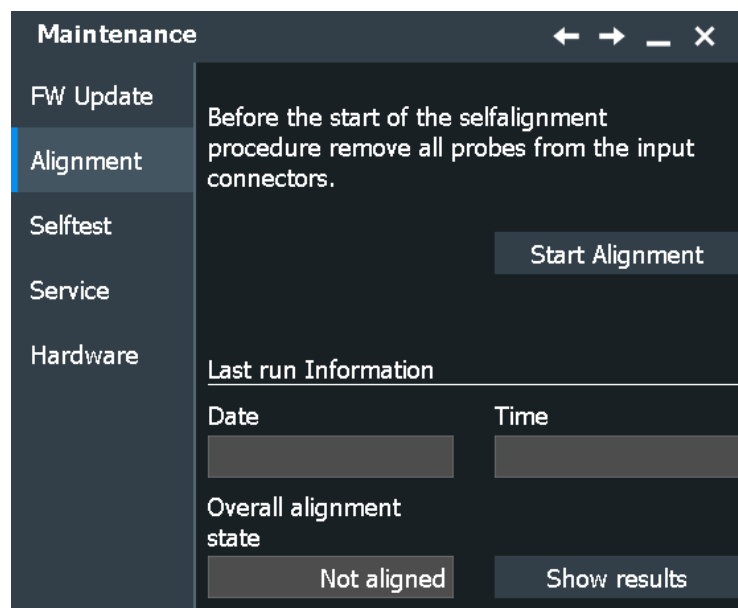 Maintenance
FW Update
Alignment
Selftest
Service
Hardware
Before the start of the selfalignment
procedure remove all probes from the input
connectors.
Start Alignment
Last run Information
Date
Time
Overall alignment
state
Not aligned
Show results